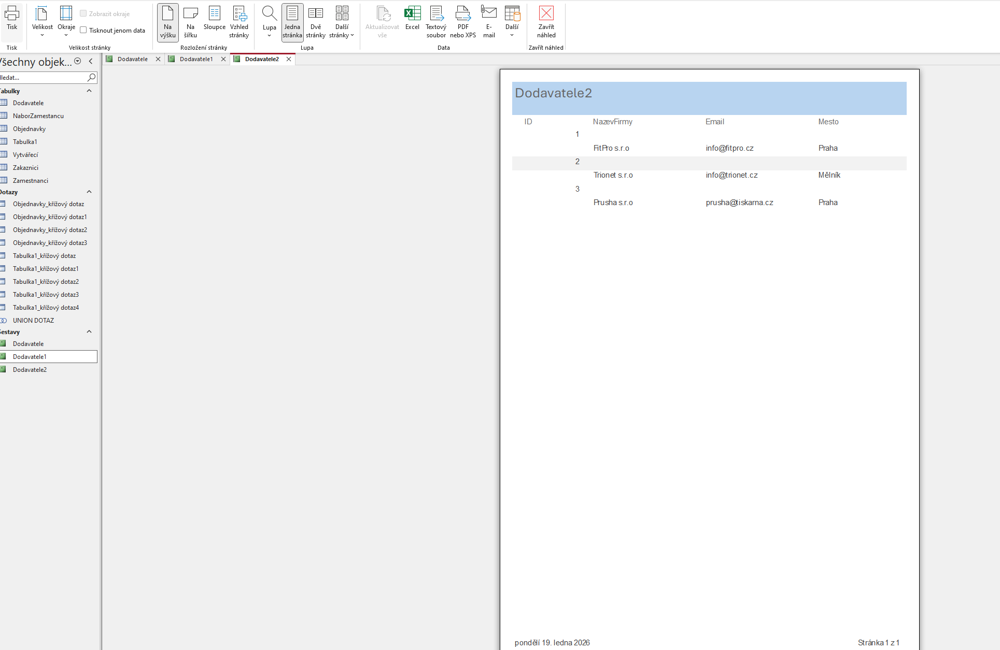 Tisk
Velikost
Okraje
Zobrazit okraje
Tisknout jenom data
Na výšku
Na šířku
Sloupce
Vzhled stránky
Lupa
Jedna stránka
Dvě stránky
Další stránky
Aktualizovat vše
Excel
Textový soubor
PDF nebo XPS
E-mail
Další
Zavřít náhled
Tisk
Velikost stránky
Rozložení stránky
Lupa
Data
Zavřít náhled
Všechny objek...
Dodavatele
Dodavatele1
Dodavatele2
Hledat...
Tabulky
Dodavatele
NaborZamestancu
Objednavky
Tabulka1
Vytvářecí
Zakaznici
Zamestnanci
Dotazy
Objednavky_křížový dotaz
Objednavky_křížový dotaz1
Objednavky_křížový dotaz2
Objednavky_křížový dotaz3
Tabulka1_křížový dotaz
Tabulka1_křížový dotaz1
Tabulka1_křížový dotaz2
Tabulka1_křížový dotaz3
Tabulka1_křížový dotaz4
UNION DOTAZ
Sestavy
Dodavatele
Dodavatele1
Dodavatele2
Dodavatele2
ID NazevFirmy Email Mesto
1
FitPro s.r.o info@fitpro.cz Praha
2
Trionet s.r.o info@trionet.cz Mělník
3
Prusha s.r.o prusha@tiskarna.cz Praha
pondělí 19. ledna 2026 Stránka 1 z 1